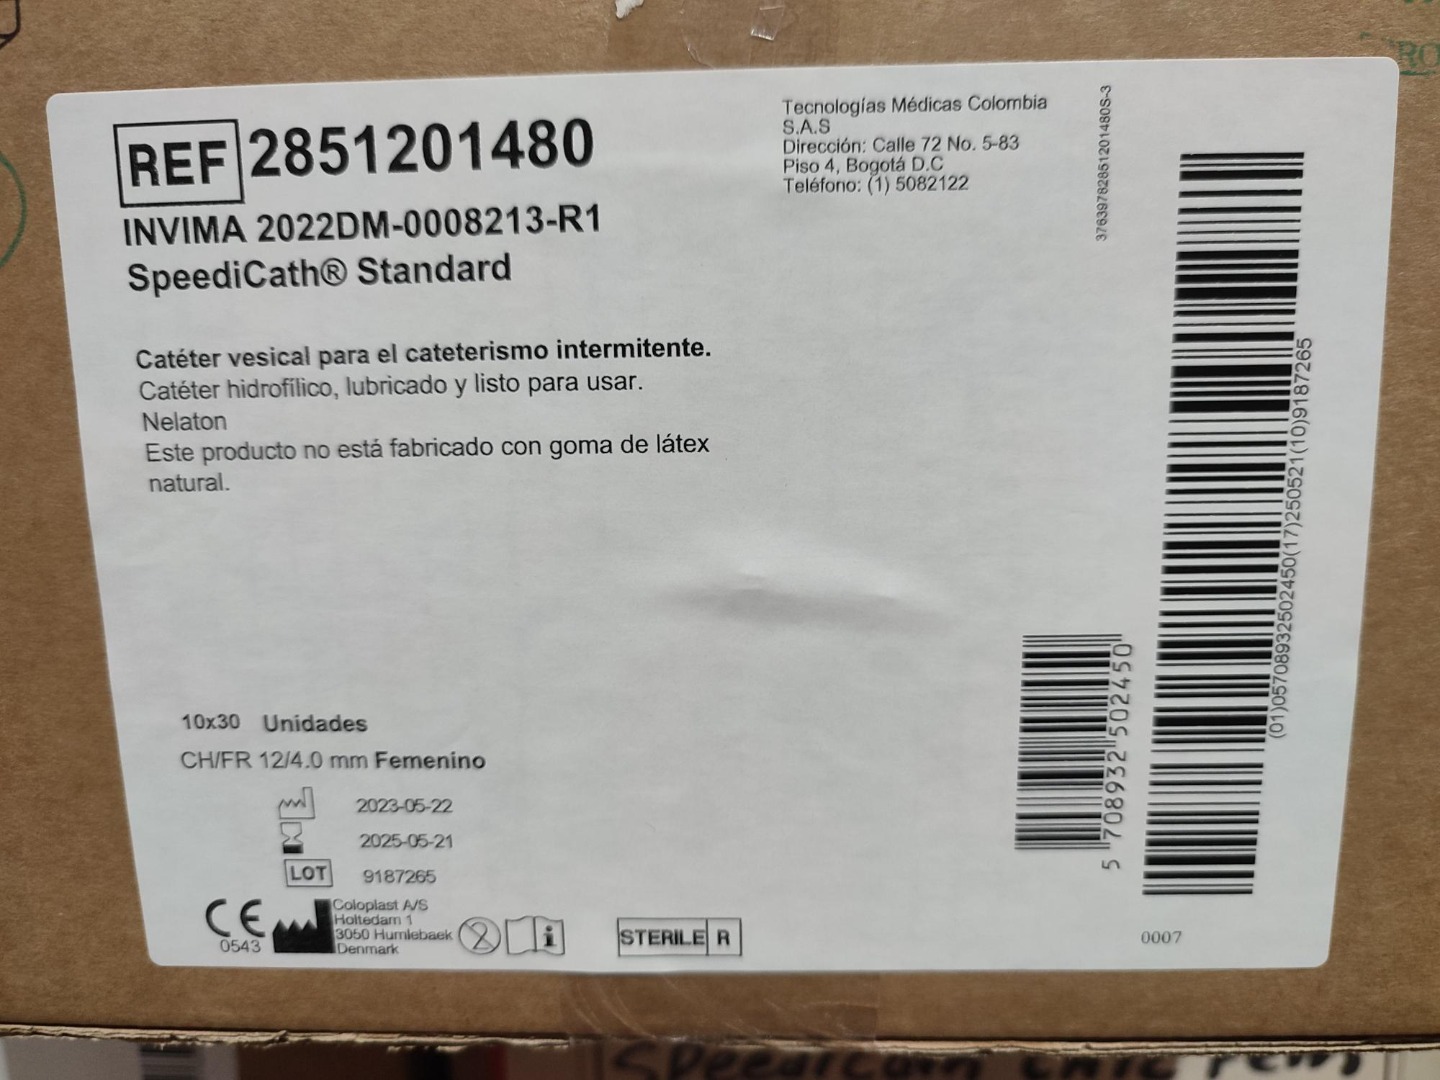 REF 2851201480
INVIMA 2022DM-0008213-R1
SpeediCath® Standard
Tecnologías Médicas Colombia
S.A.S
Dirección: Calle 72 No. 5-83
Piso 4, Bogotá D.C
Teléfono: (1) 5082122
37639782851201480S-3
Catéter vesical para el cateterismo intermitente.
Catéter hidrofílico, lubricado y listo para usar.
Nelaton
Este producto no está fabricado con goma de látex
natural.
(01)05708932502450(17)250521(10)9187265
5 708932 502450
10x30 Unidades
CH/FR 12/4.0 mm Femenino
2023-05-22
2025-05-21
LOT 9187265
CE
0543
Coloplast A/S
Holtedam 1
3050 Humlebaek
Denmark
2
i
STERILE R
0007